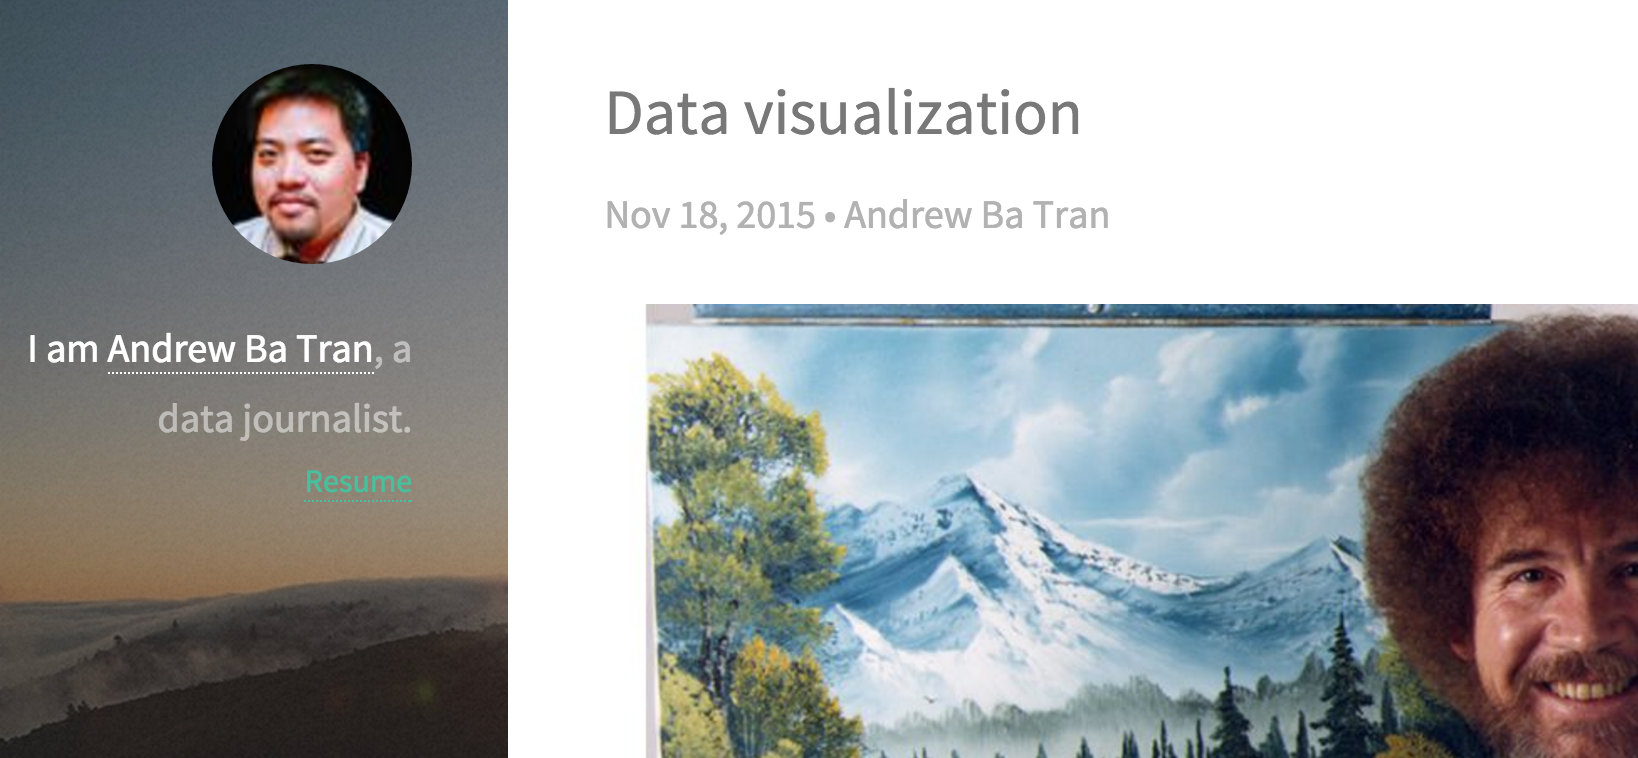 I am Andrew Ba Tran, a
data journalist.
Resume
Data visualization
Nov 18, 2015 • Andrew Ba Tran